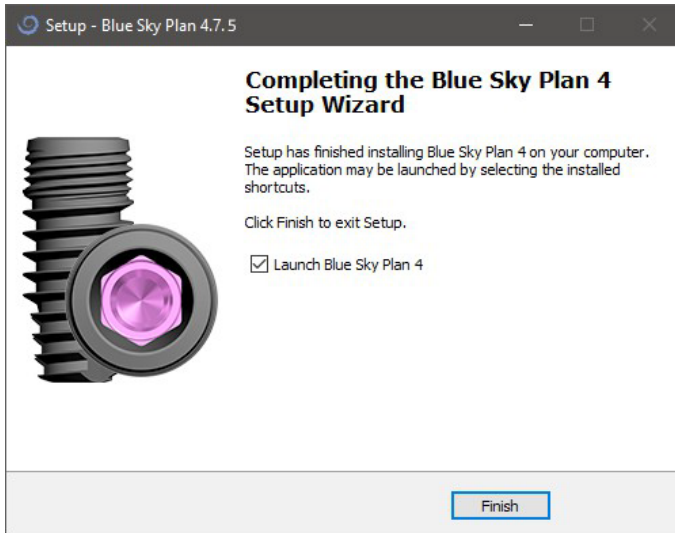 Setup - Blue Sky Plan 4.7.5
Completing the Blue Sky Plan 4
Setup Wizard
Setup has finished installing Blue Sky Plan 4 on your computer.
The application may be launched by selecting the installed
shortcuts.
Click Finish to exit Setup.
Launch Blue Sky Plan 4
Finish